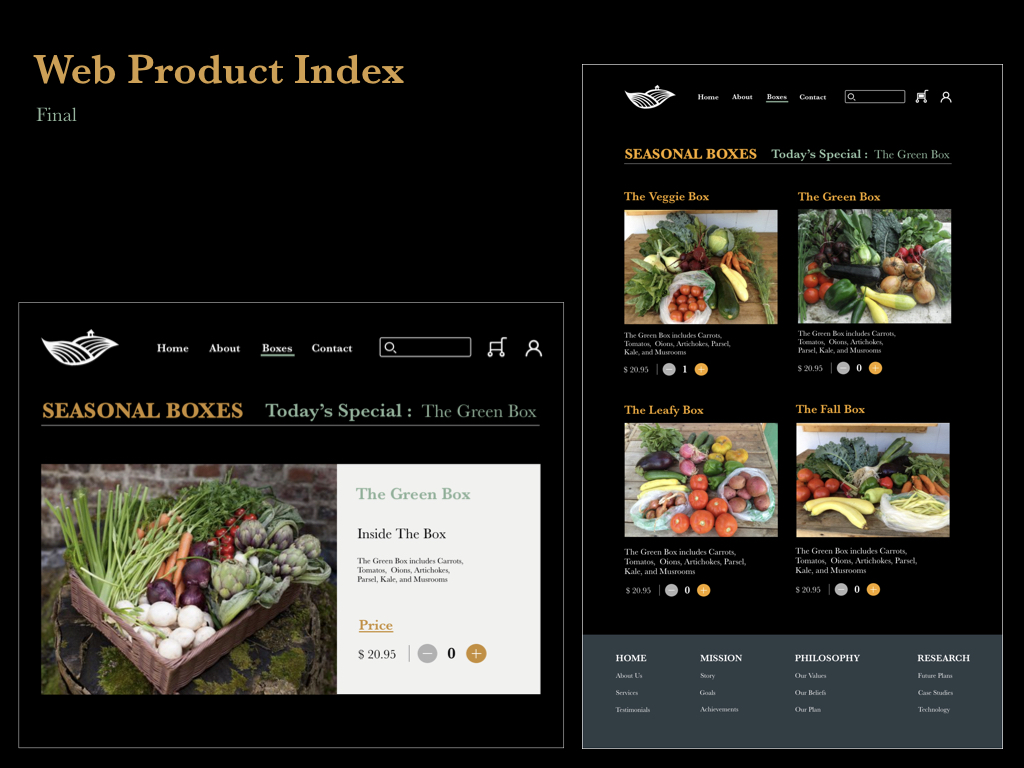 Web Product Index
Final
Home About Boxes Contact
SEASONAL BOXES Today's Special : The Green Box
The Green Box
Inside The Box
The Green Box includes Carrots,
Tomatos, Oions, Artichokes,
Parsel, Kale, and Musrooms
Price
$ 20.95 0
Home About Boxes Contact
SEASONAL BOXES Today's Special : The Green Box
The Veggie Box
The Green Box includes Carrots,
Tomatos, Oions, Artichokes, Parsel,
Kale, and Musrooms
$ 20.95 1
The Green Box
The Green Box includes Carrots,
Tomatos, Oions, Artichokes,
Parsel, Kale, and Musrooms
$ 20.95 0
The Leafy Box
The Green Box includes Carrots,
Tomatos, Oions, Artichokes, Parsel,
Kale, and Musrooms
$ 20.95 0
The Fall Box
The Green Box includes Carrots,
Tomatos, Oions, Artichokes, Parsel,
Kale, and Musrooms
$ 20.95 0
HOME
About Us
Services
Testimonials
MISSION
Story
Goals
Achievements
PHILOSOPHY
Our Values
Our Beliefs
Our Plan
RESEARCH
Future Plans
Case Studies
Technology